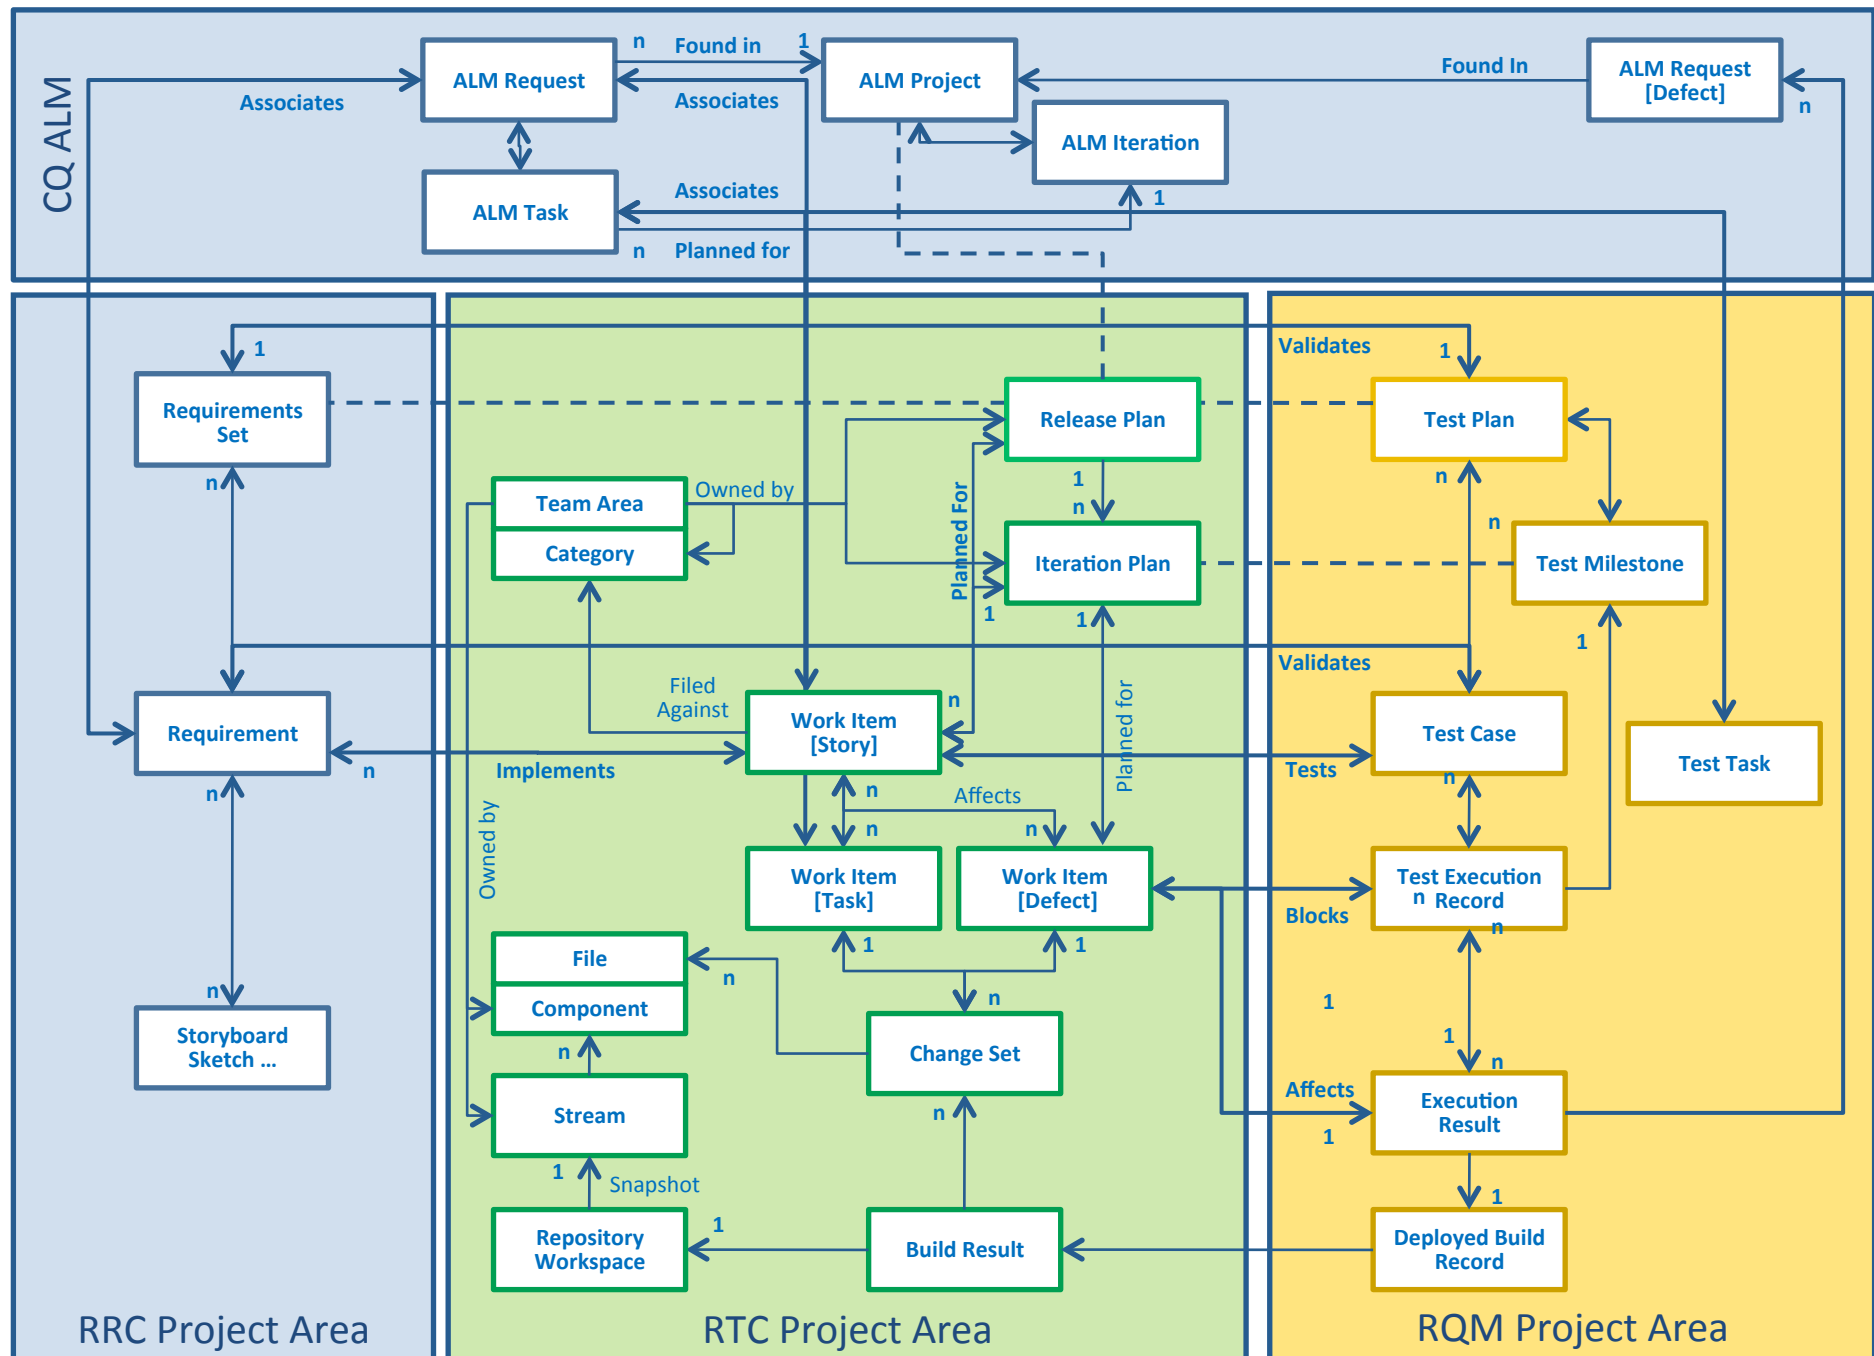 CQ ALM
n
Found in
1
ALM Request
Associates
Associates
ALM Project
Found In
ALM Request
[Defect]
n
ALM Iteration
ALM Task
Associates
1
n
Planned for
1
Validates
1
Requirements
Set
Release Plan
Test Plan
n
Team Area
Owned by
Planned For
1
n
n
n
Category
Iteration Plan
Test Milestone
1
1
1
Validates
Requirement
Filed
Against
n
Work Item
[Story]
Planned for
Test Case
Test Task
n
Implements
Tests
n
n
n
Affects
n
n
Owned by
Work Item
[Task]
Work Item
[Defect]
Test Execution
Record
n
Blocks
n
1
1
File
n
n
n
1
Component
Storyboard
Sketch ...
n
Change Set
1
n
Stream
n
Affects
1
Execution
Result
1
Snapshot
1
1
Repository
Workspace
Build Result
Deployed Build
Record
RRC Project Area
RTC Project Area
RQM Project Area